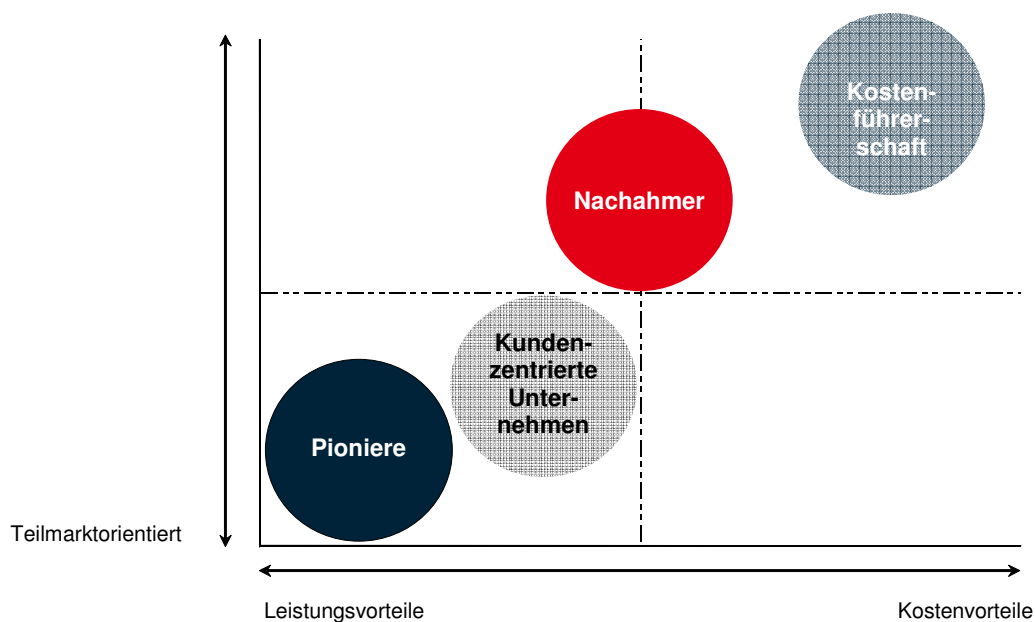 Kosten-
führer-
schaft
Nachahmer
Kunden-
zentrierte
Unter-
nehmen
Pioniere
Teilmarktorientiert
Leistungsvorteile
Kostenvorteile